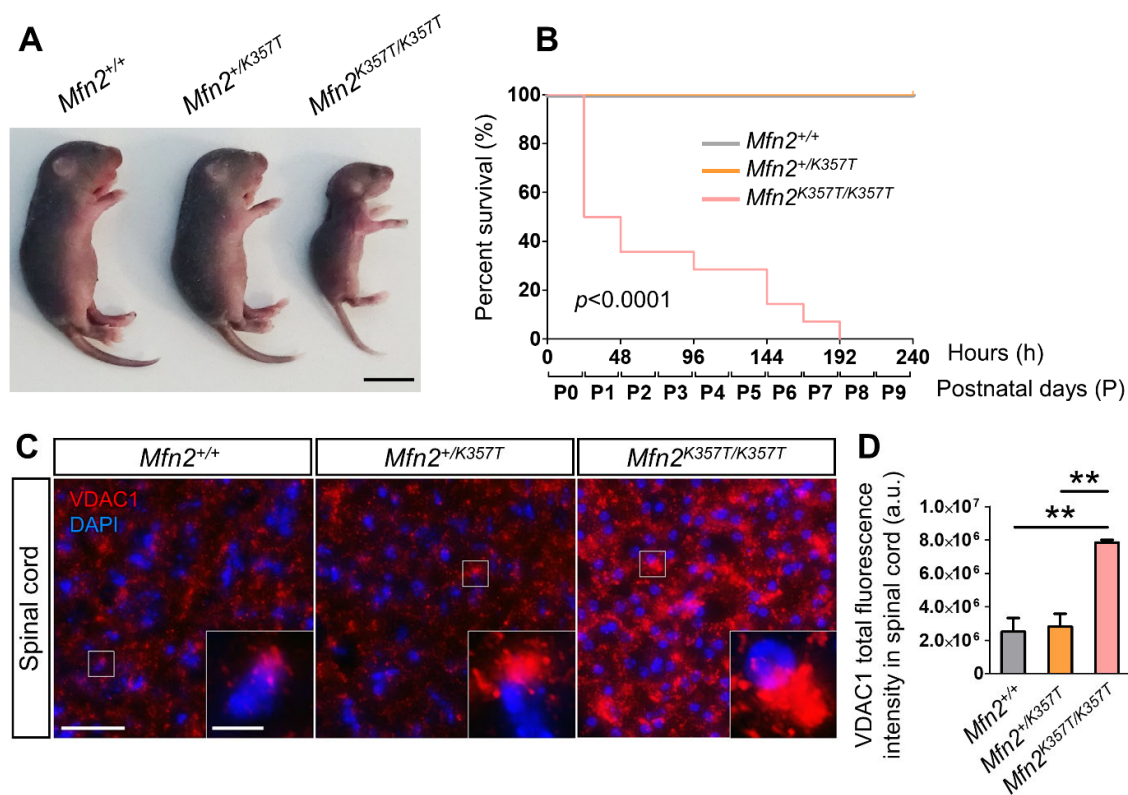 A
Mfn2+/+
Mfn2+/K357T
Mfn2K357T/K357T
B
Percent survival (%)
100
80
60
40
20
0
Mfn2+/+
Mfn2+/K357T
Mfn2K357T/K357T
p<0.0001
0 48 96 144 192 240 Hours (h)
P0 P1 P2 P3 P4 P5 P6 P7 P8 P9 Postnatal days (P)
C
Mfn2+/+ Mfn2+/K357T Mfn2K357T/K357T
Spinal cord
VDAC1
DAPI
D
VDAC1 total fluorescence
intensity in spinal cord (a.u.)
**
**
1.0×10⁷
8.0×10⁶
6.0×10⁶
4.0×10⁶
2.0×10⁶
0
Mfn2+/+
Mfn2+/K357T
Mfn2K357T/K357T